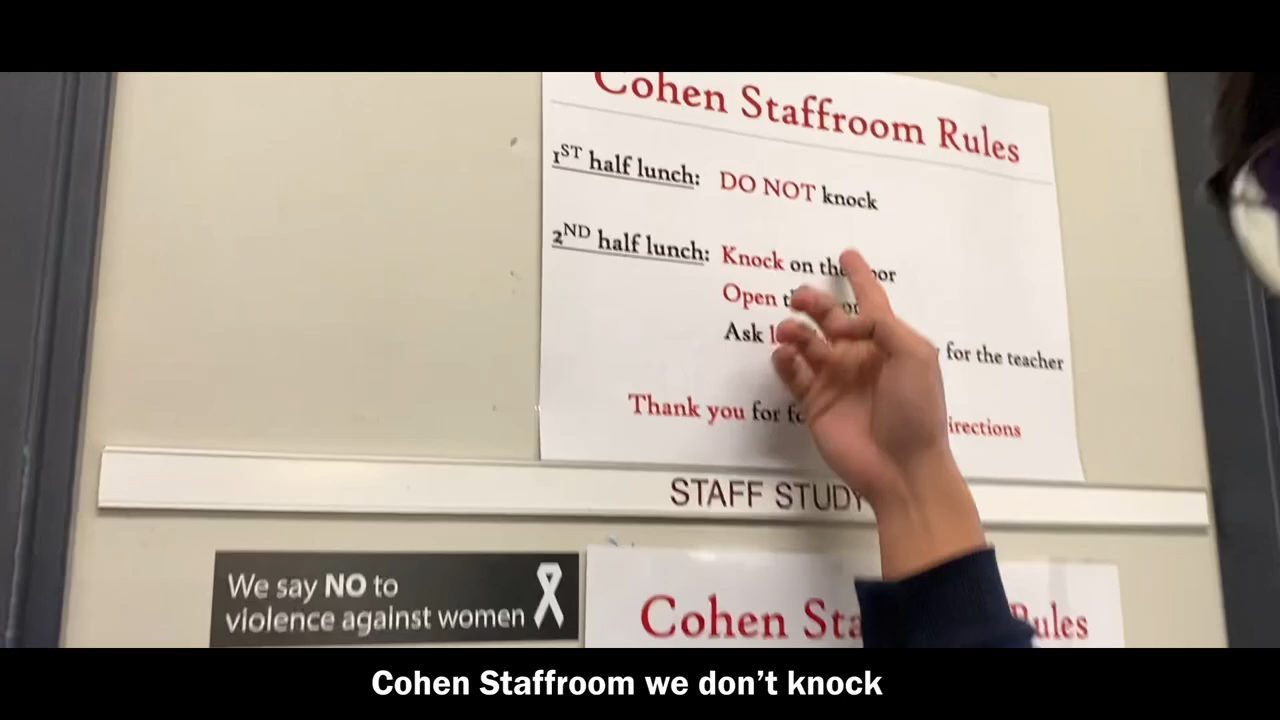 Cohen Staffroom Rules
1ST half lunch: DO NOT knock
2ND half lunch: Knock on the
Open
Ask for the teacher
Thank you for
STAFF STUDY
We say NO to
violence against women
Cohen Rules
Cohen Staffroom we don't knock